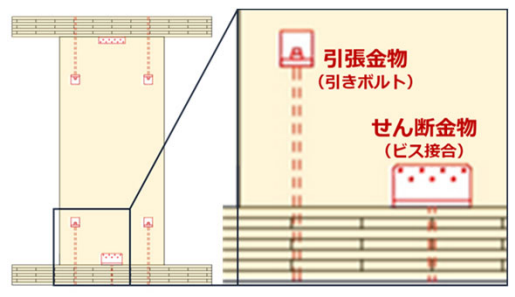 引張金物
（引きボルト）
せん断金物
（ビス接合）